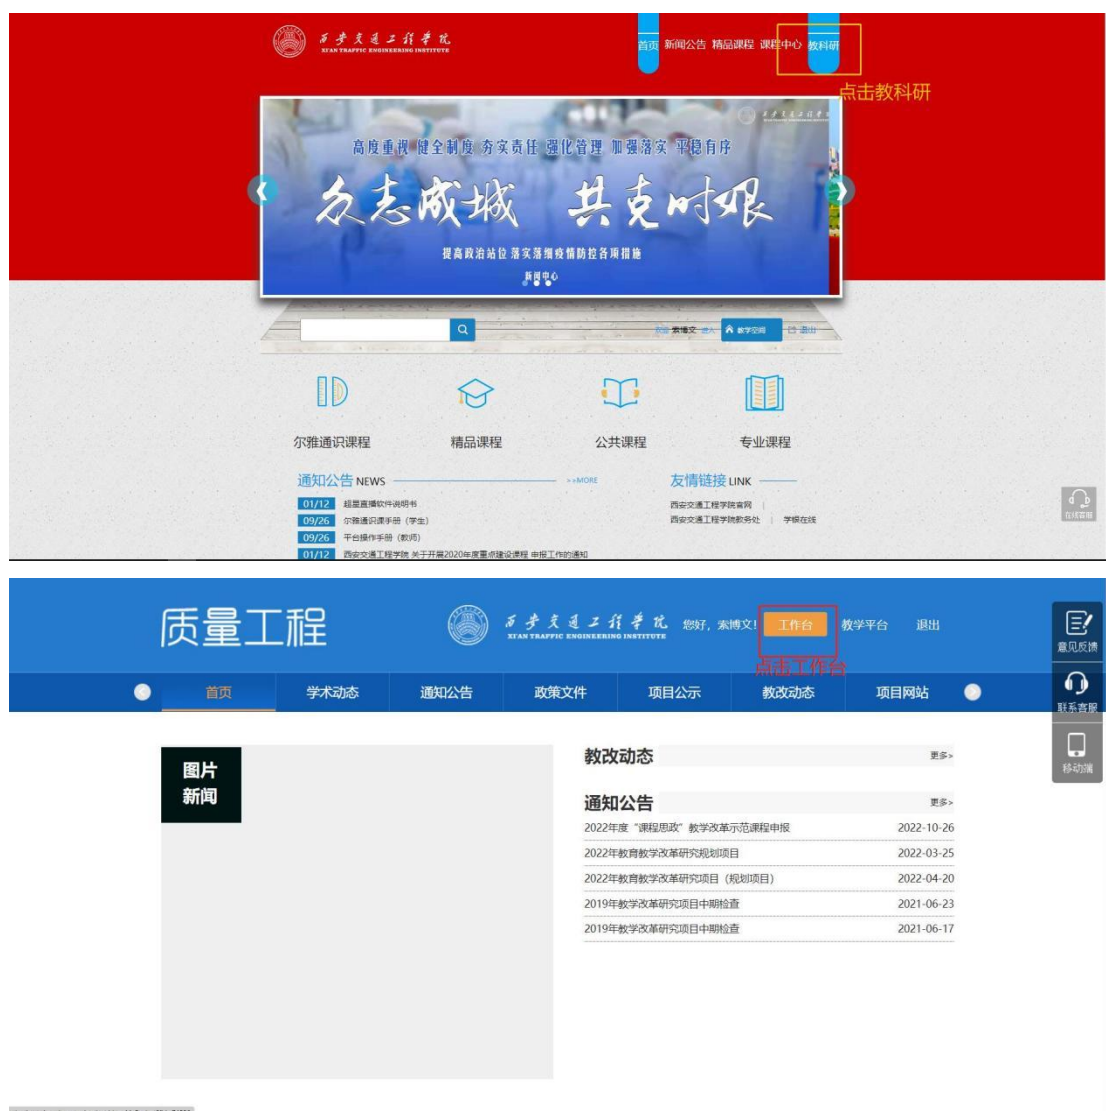 西安交通工程学院
XI'AN TRAFFIC ENGINEERING INSTITUTE
首页 新闻公告 精品课程 课程中心 教科研
点击教科研
高度重视 健全制度 夯实责任 强化管理 加强落实 平稳有序
众志成城 共克时艰
提高政治站位 落实落细疫情防控各项措施
新闻中心
欢迎 索博文 进入 教学空间 退出
尔雅通识课程 精品课程 公共课程 专业课程
通知公告 NEWS >>MORE 友情链接 LINK
01/12 超星直播软件说明书
09/26 尔雅通识课手册（学生）
09/26 平台操作手册（教师）
01/12 西安交通工程学院 关于开展2020年度重点建设课程 申报工作的通知
西安交通工程学院官网 |
西安交通工程学院教务处 | 学银在线
在线客服
质量工程
西安交通工程学院
XI'AN TRAFFIC ENGINEERING INSTITUTE
您好，索博文! 工作台 教学平台 退出
点击工作台
首页 学术动态 通知公告 政策文件 项目公示 教改动态 项目网站
意见反馈
联系客服
移动端
图片
新闻
教改动态 更多>
通知公告 更多>
2022年度“课程思政”教学改革示范课程申报 2022-10-26
2022年教育教学改革研究规划项目 2022-03-25
2022年教育教学改革研究项目（规划项目） 2022-04-20
2019年教学改革研究项目中期检查 2021-06-23
2019年教学改革研究项目中期检查 2021-06-17